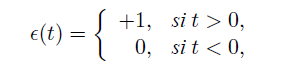 ϵ(t) = { +1, si t > 0,
0, si t < 0,